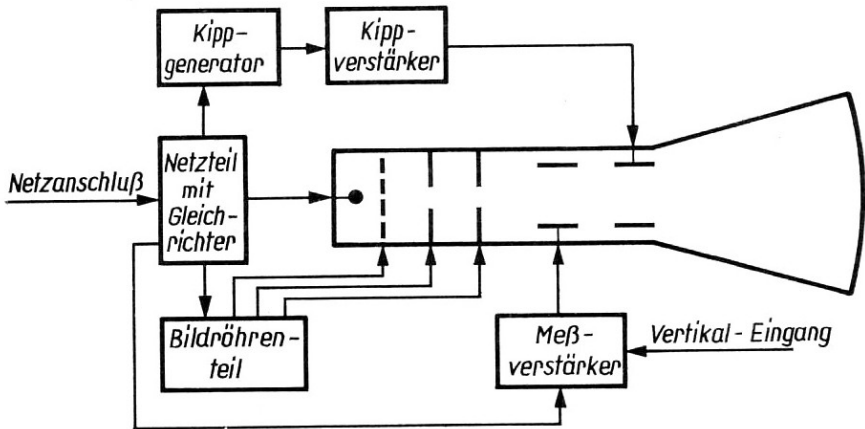 Kipp-
generator
Kipp-
verstärker
Netzanschluß
Netzteil
mit
Gleich-
richter
Bildröhren-
teil
Meß-
verstärker
Vertikal-Eingang